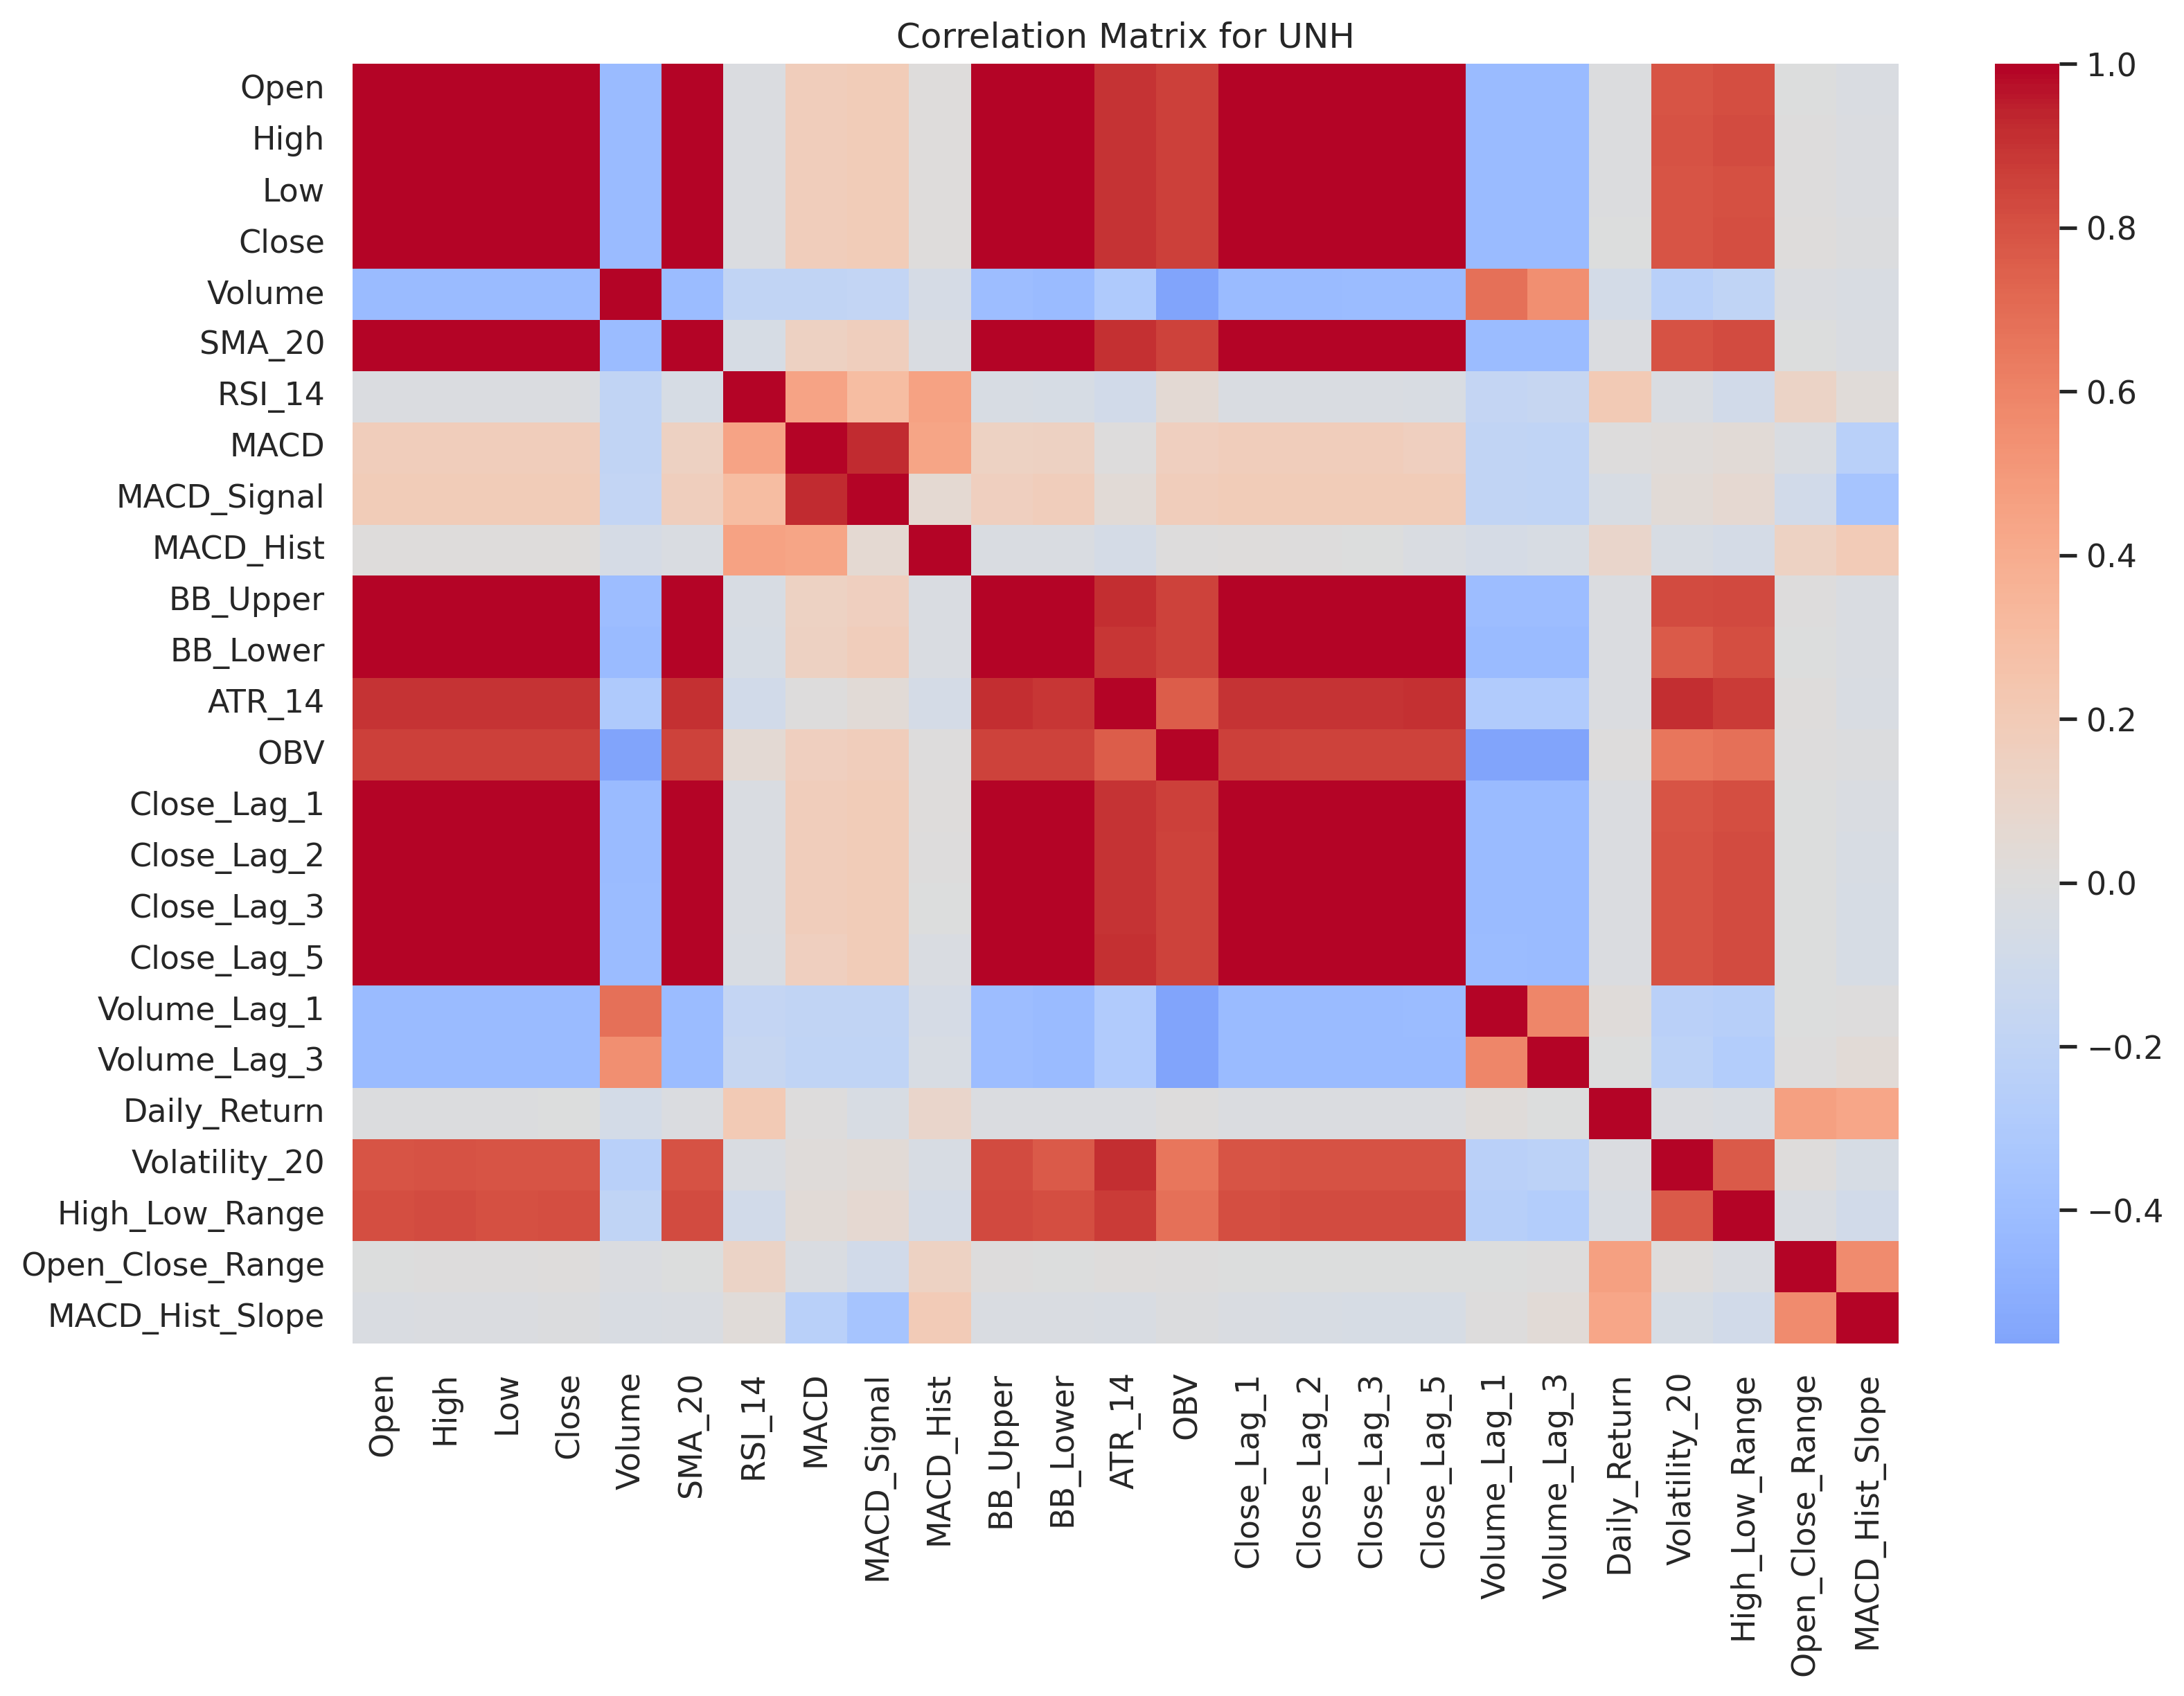 Correlation Matrix for UNH
Open
High
Low
Close
Volume
SMA_20
RSI_14
MACD
MACD_Signal
MACD_Hist
BB_Upper
BB_Lower
ATR_14
OBV
Close_Lag_1
Close_Lag_2
Close_Lag_3
Close_Lag_5
Volume_Lag_1
Volume_Lag_3
Daily_Return
Volatility_20
High_Low_Range
Open_Close_Range
MACD_Hist_Slope
Open
High
Low
Close
Volume
SMA_20
RSI_14
MACD
MACD_Signal
MACD_Hist
BB_Upper
BB_Lower
ATR_14
OBV
Close_Lag_1
Close_Lag_2
Close_Lag_3
Close_Lag_5
Volume_Lag_1
Volume_Lag_3
Daily_Return
Volatility_20
High_Low_Range
Open_Close_Range
MACD_Hist_Slope
1.0
0.8
0.6
0.4
0.2
0.0
−0.2
−0.4